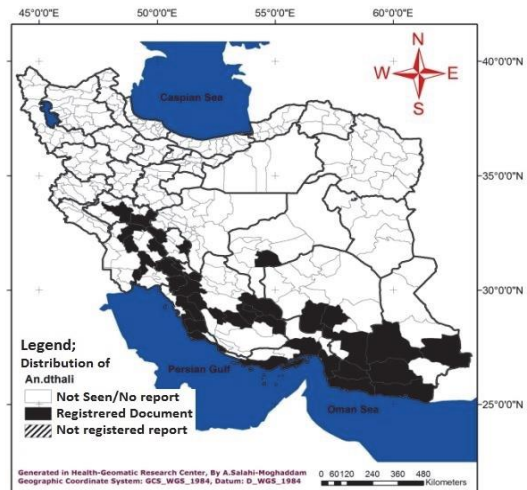 45°0'0"E 50°0'0"E 55°0'0"E 60°0'0"E
N
W E
S
Caspian Sea
40°0'0"N
35°0'0"N
30°0'0"N
25°0'0"N
Persian Gulf
Oman Sea
Legend;
Distribution of
An.dthali
Not Seen/No report
Registrered Document
Not registered report
Generated in Health-Geomatic Research Center, By A.Salahi-Moghaddam
Geographic Coordinate System: GCS_WGS_1984, Datum: D_WGS_1984
0 60 120 240 360 480
Kilometers